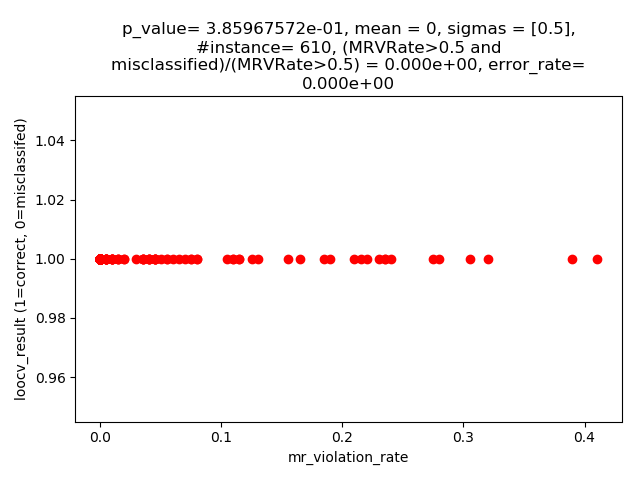 p_value= 3.85967572e-01, mean = 0, sigmas = [0.5],
#instance= 610, (MRVRate>0.5 and
misclassified)/(MRVRate>0.5) = 0.000e+00, error_rate=
0.000e+00
loocv_result (1=correct, 0=misclassifed)
1.04
1.02
1.00
0.98
0.96
0.0
0.1
0.2
0.3
0.4
mr_violation_rate